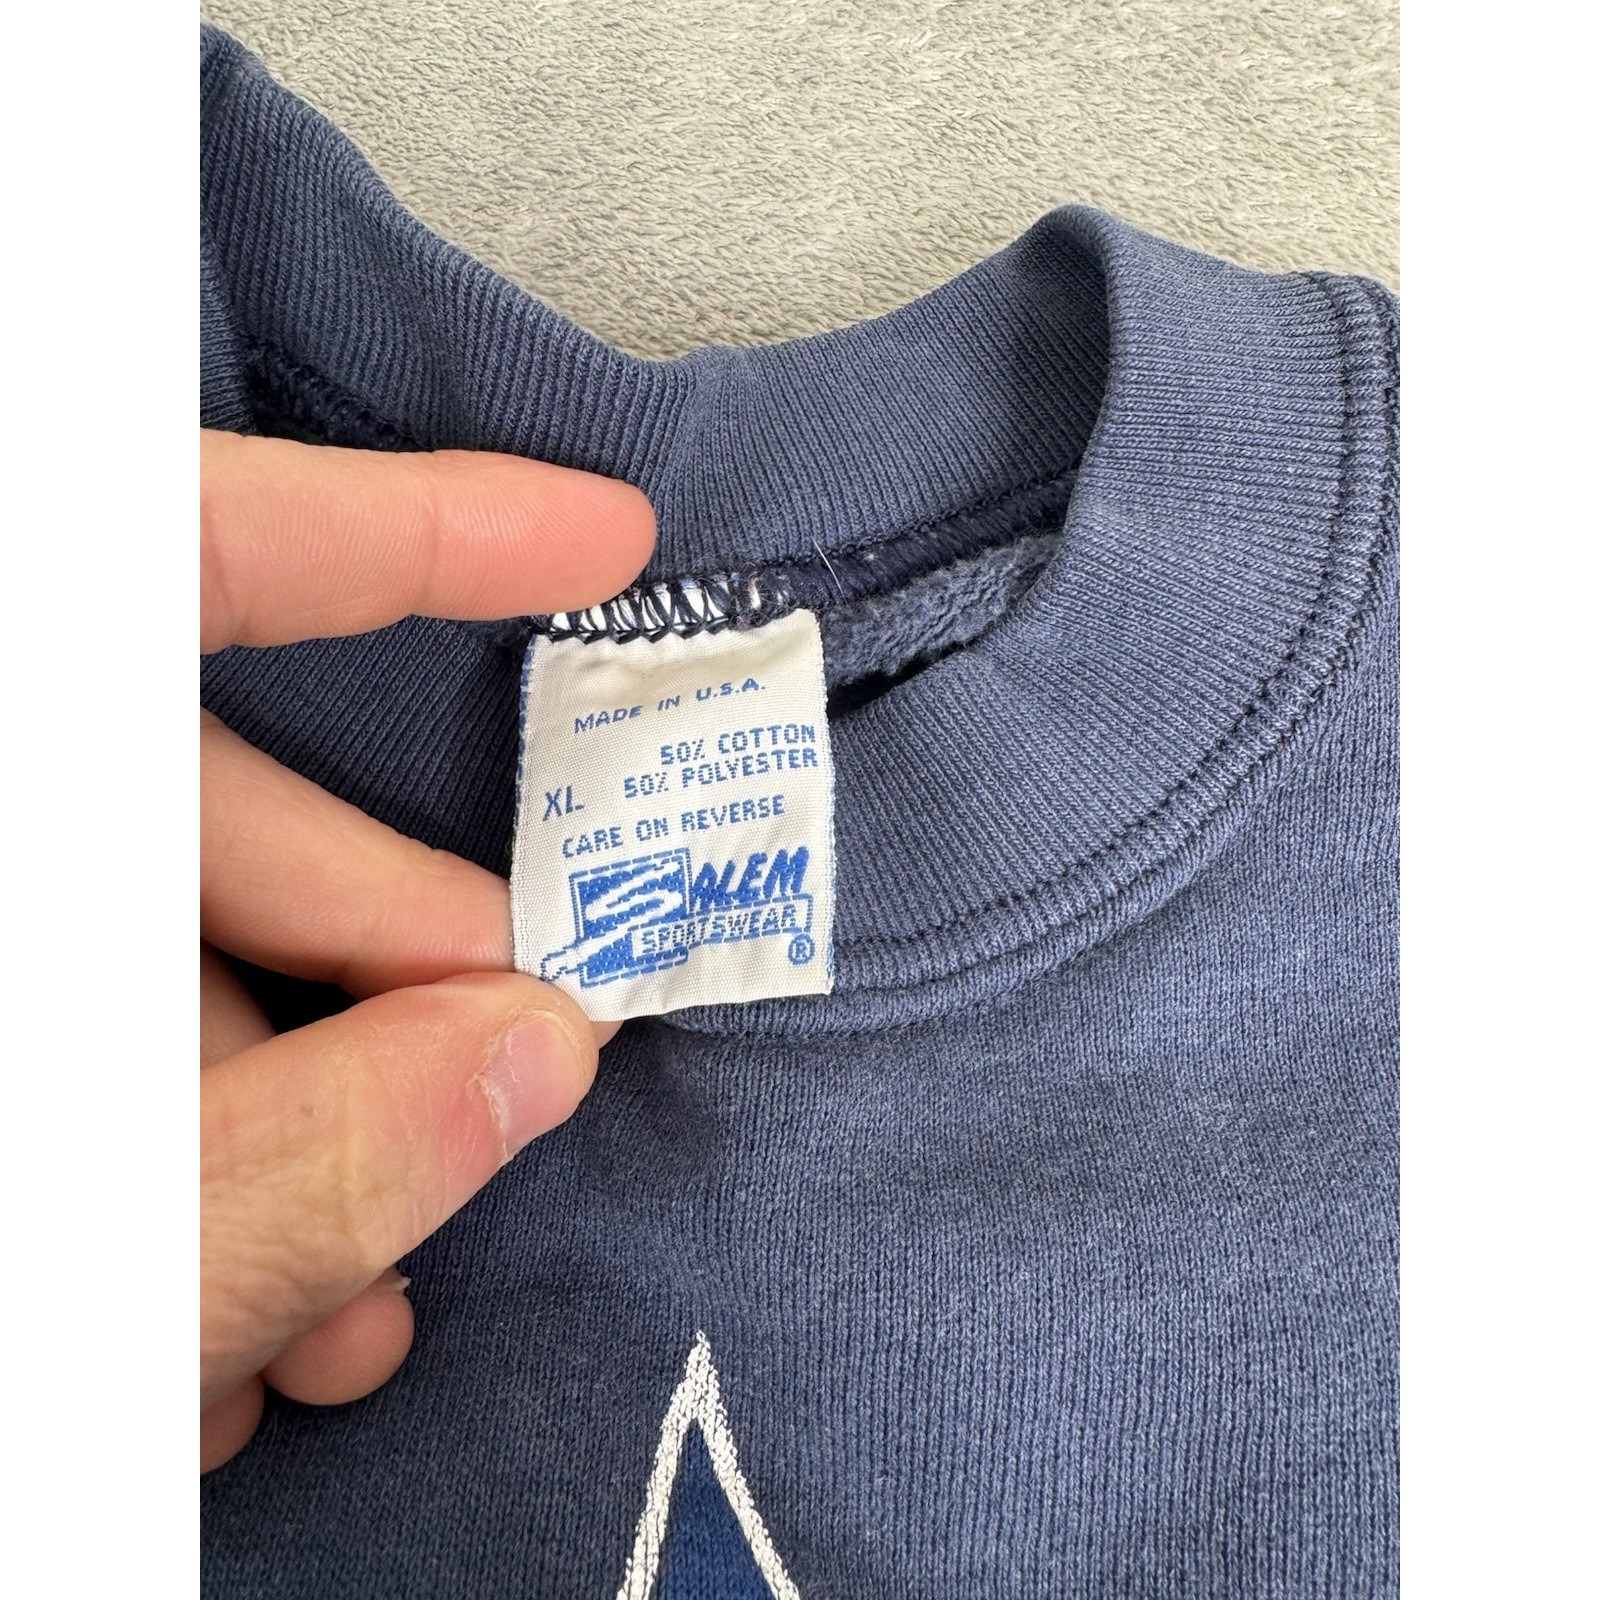 MADE IN U.S.A.
50% COTTON
50% POLYESTER
XL
CARE ON REVERSE
SALEM
SPORTSWEAR
®